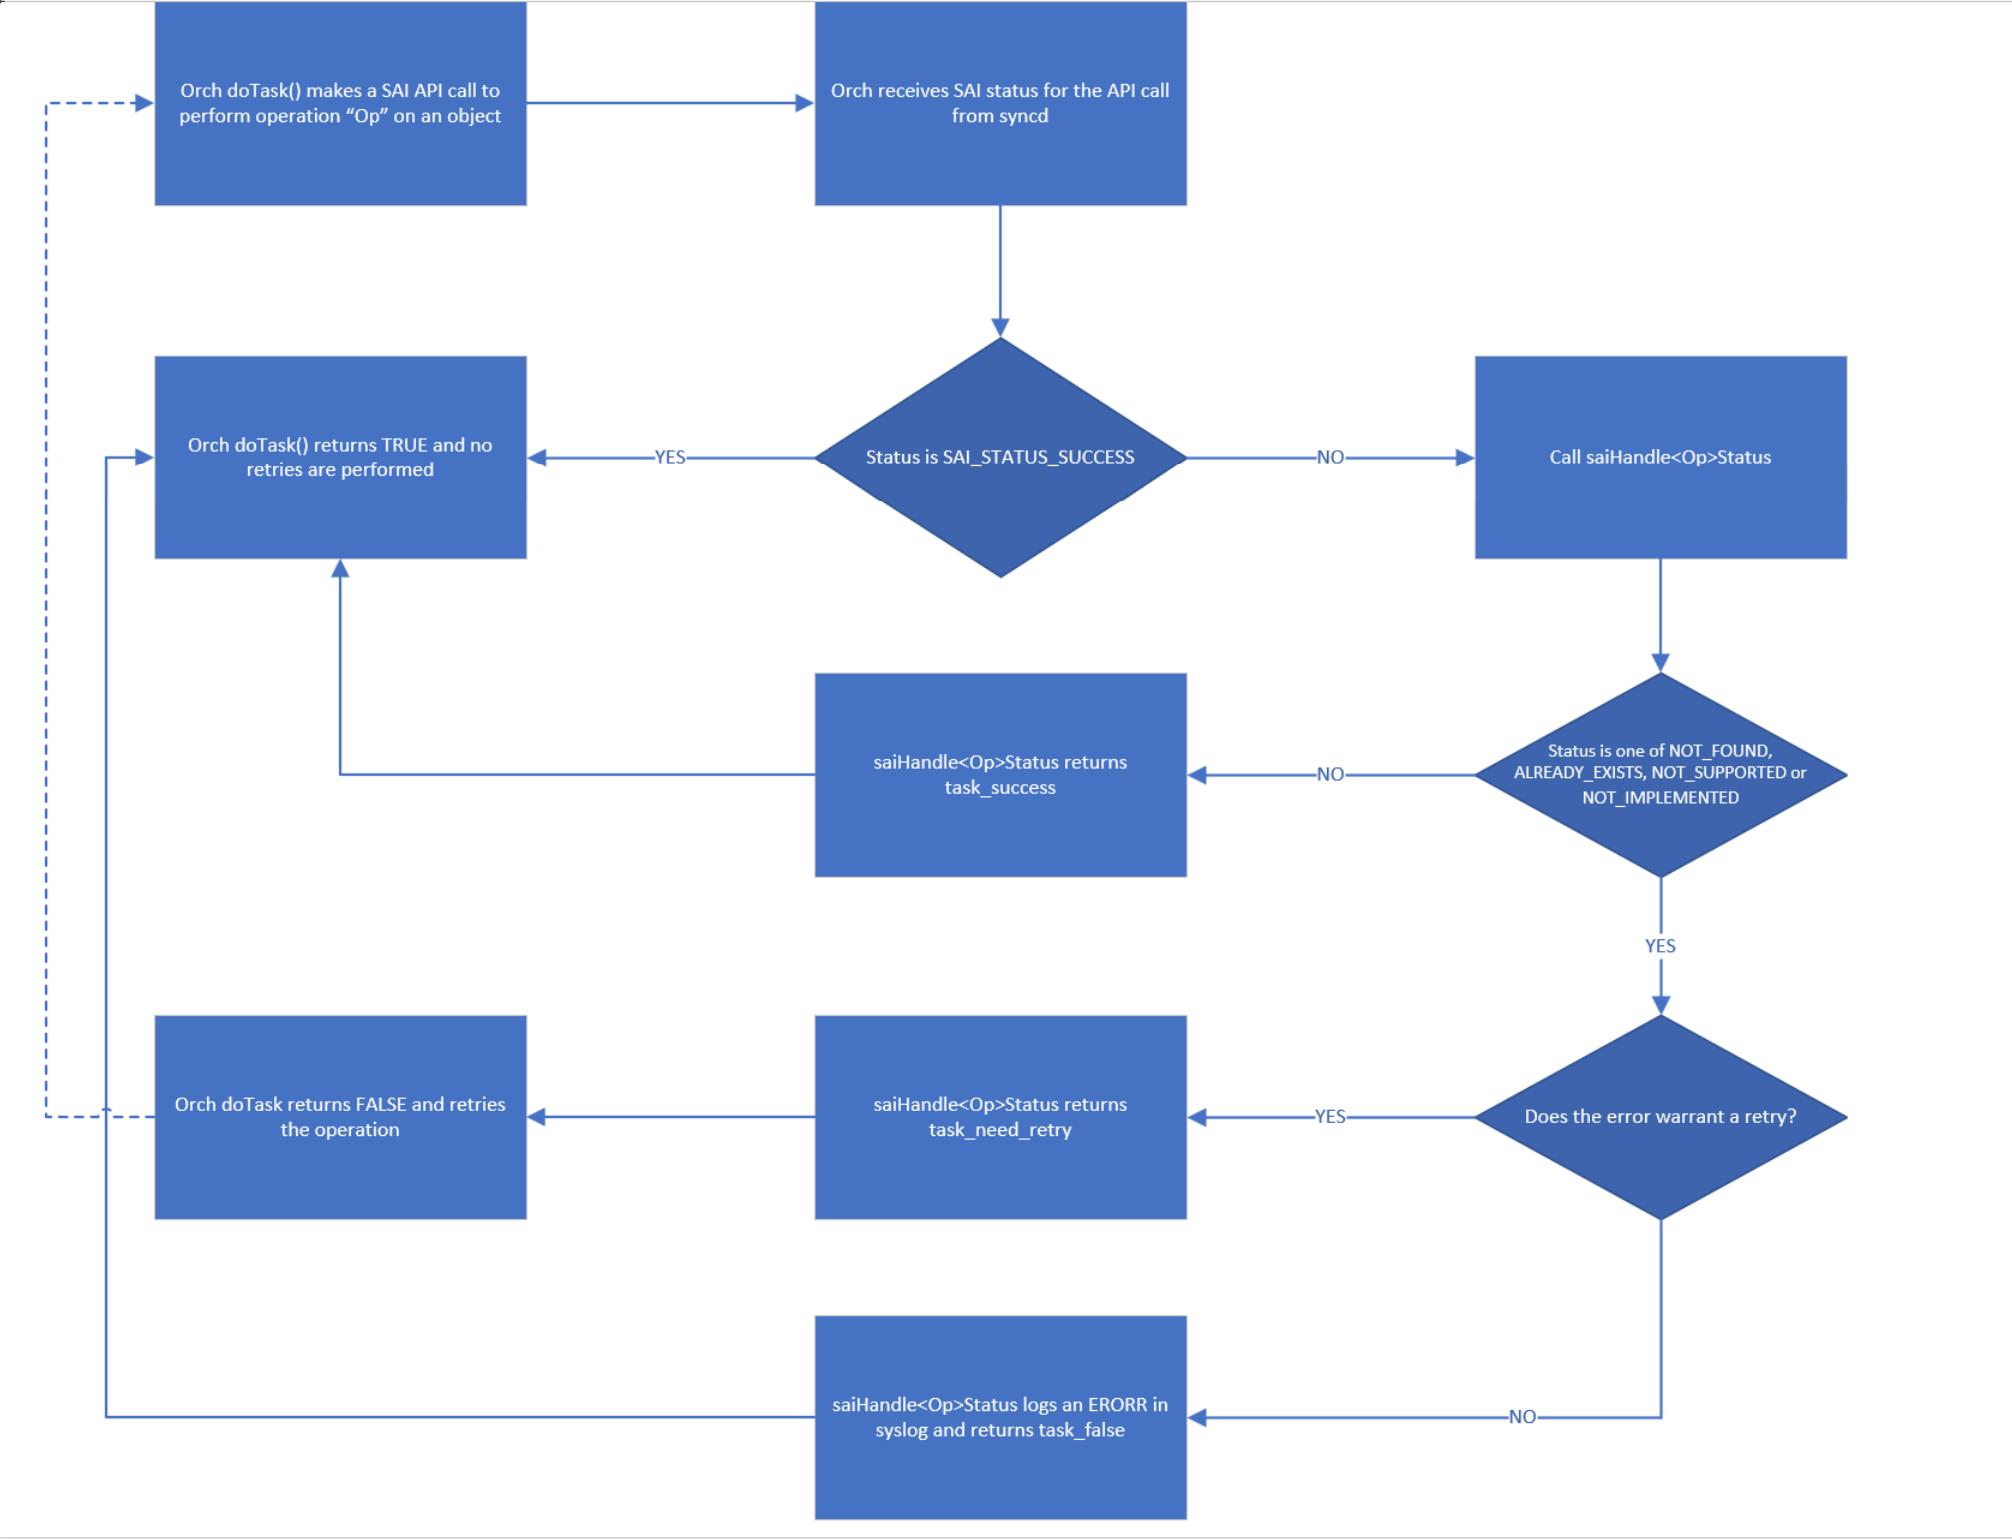 Orch doTask() makes a SAI API call to
perform operation “Op” on an object
Orch receives SAI status for the API call
from syncd
Orch doTask() returns TRUE and no
retries are performed
YES
Status is SAI_STATUS_SUCCESS
NO
Call saiHandle<Op>Status
saiHandle<Op>Status returns
task_success
NO
Status is one of NOT_FOUND,
ALREADY_EXISTS, NOT_SUPPORTED or
NOT_IMPLEMENTED
YES
Orch doTask returns FALSE and retries
the operation
saiHandle<Op>Status returns
task_need_retry
YES
Does the error warrant a retry?
saiHandle<Op>Status logs an ERORR in
syslog and returns task_false
NO